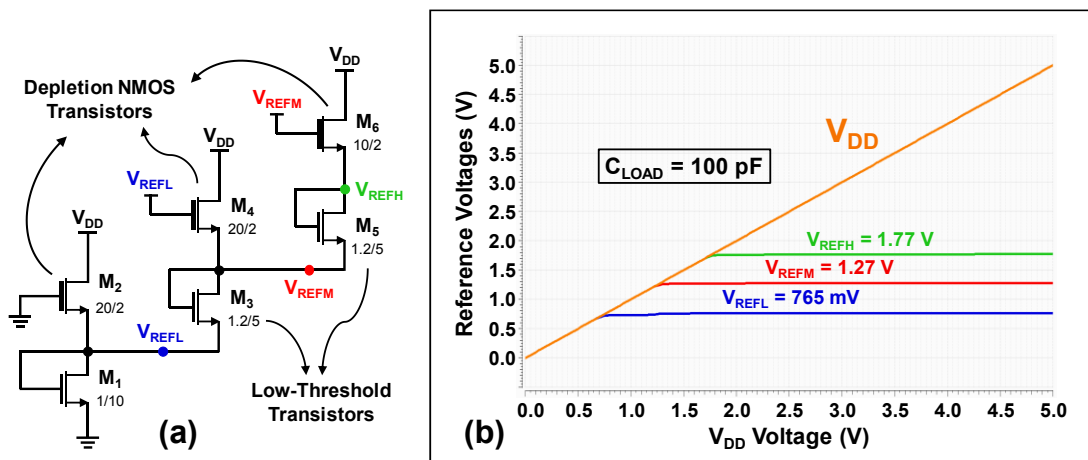 Depletion NMOS
Transistors
V_DD
V_REFM
M_6
10/2
V_DD
V_REFL
M_4
20/2
V_REFH
M_5
1.2/5
V_DD
M_2
20/2
V_REFM
M_3
1.2/5
V_REFL
M_1
1/10
Low-Threshold
Transistors
(a)
Reference Voltages (V)
5.0
4.5
4.0
3.5
3.0
2.5
2.0
1.5
1.0
0.5
0.0
V_DD
C_LOAD = 100 pF
V_REFH = 1.77 V
V_REFM = 1.27 V
V_REFL = 765 mV
0.0 0.5 1.0 1.5 2.0 2.5 3.0 3.5 4.0 4.5 5.0
V_DD Voltage (V)
(b)